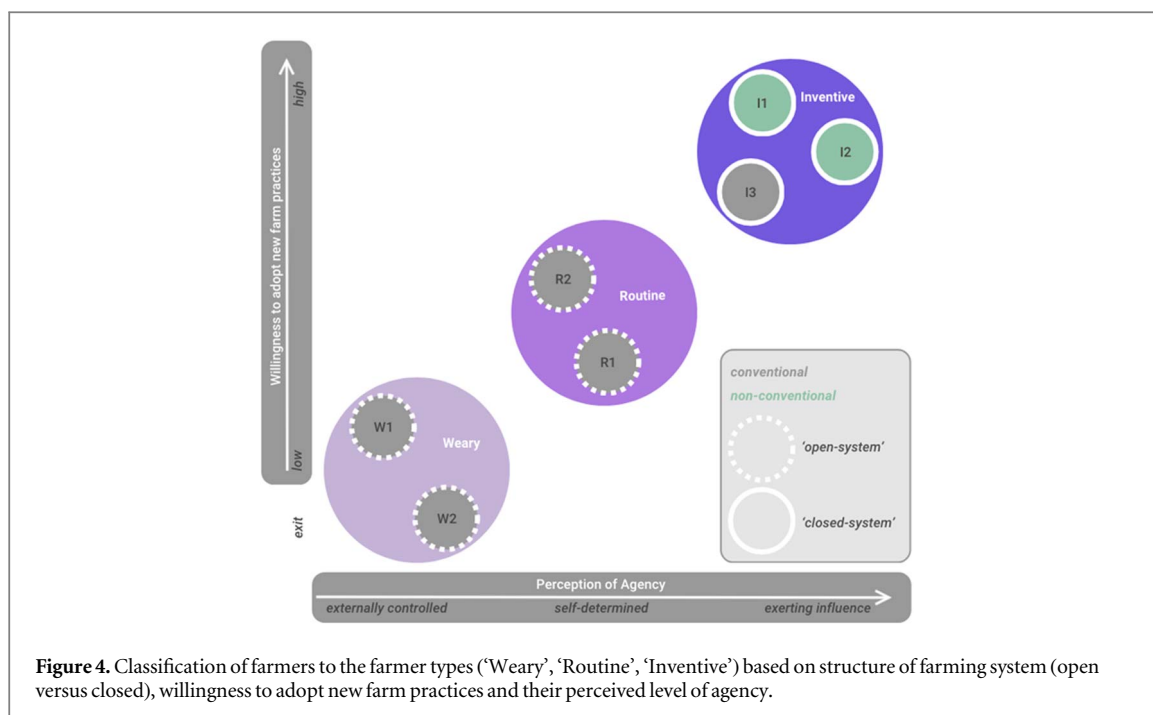 Willingness to adopt new farm practices
high
low
exit
I1
Inventive
I2
I3
R2
Routine
R1
W1
Weary
W2
conventional
non-conventional
‘open-system’
‘closed-system’
Perception of Agency
externally controlled
self-determined
exerting influence
Figure 4. Classification of farmers to the farmer types (‘Weary’, ‘Routine’, ‘Inventive’) based on structure of farming system (open
versus closed), willingness to adopt new farm practices and their perceived level of agency.